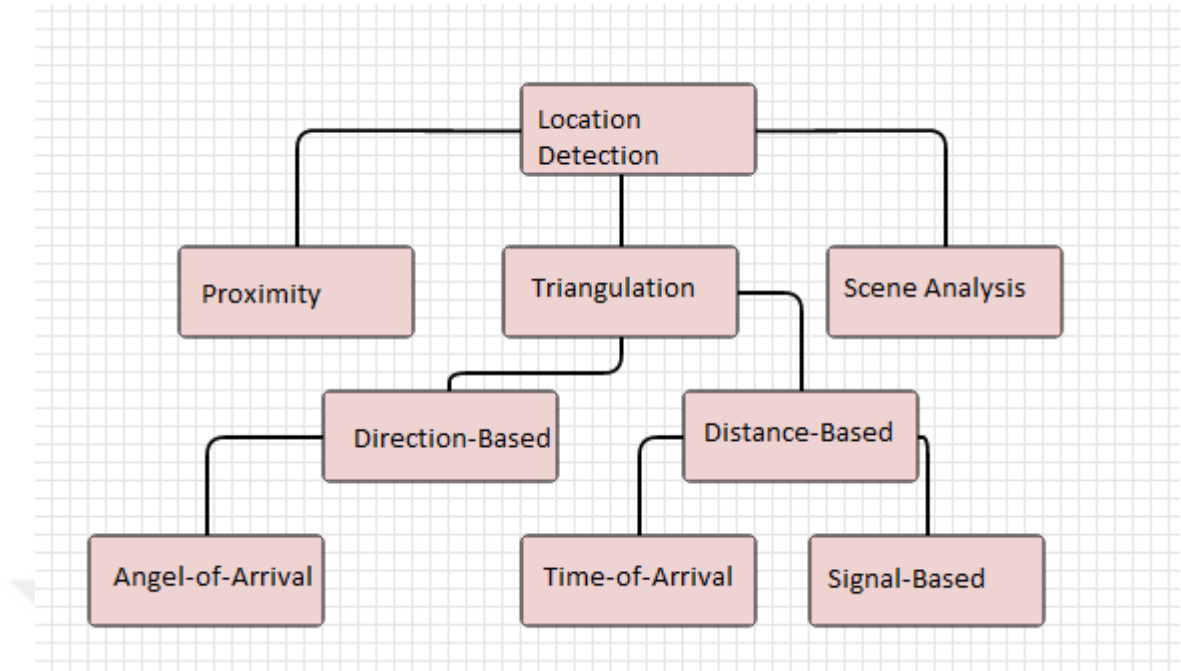 Location
Detection
Proximity
Triangulation
Scene Analysis
Direction-Based
Distance-Based
Angel-of-Arrival
Time-of-Arrival
Signal-Based